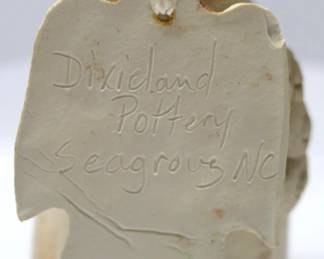 Dixieland
Pottery
Seagrove NC